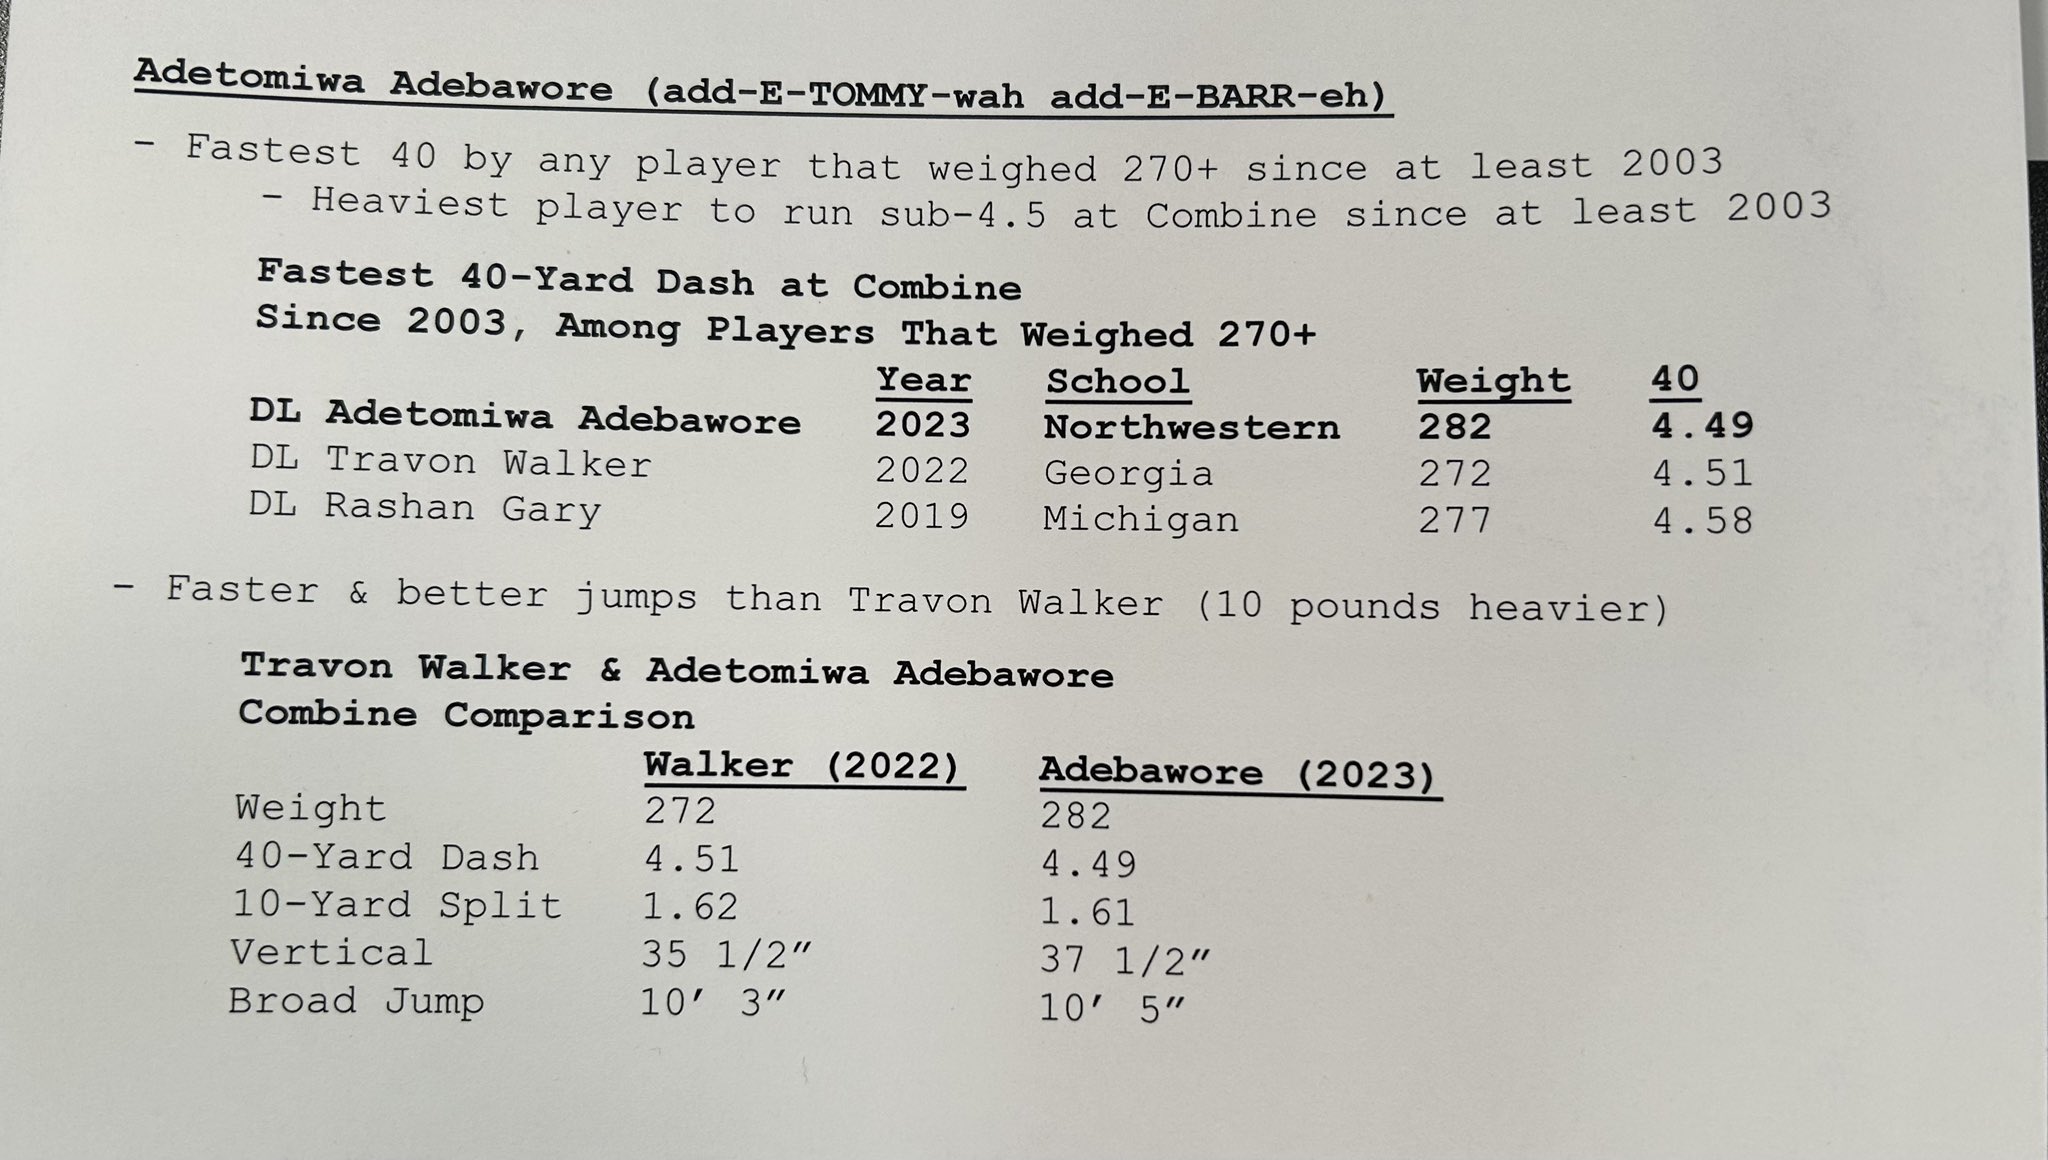 Adetomiwa Adebawore (add-E-TOMMY-wah add-E-BARR-eh)
- Fastest 40 by any player that weighed 270+ since at least 2003
- Heaviest player to run sub-4.5 at Combine since at least 2003
Fastest 40-Yard Dash at Combine
Since 2003, Among Players That Weighed 270+
Year School Weight 40
DL Adetomiwa Adebawore 2023 Northwestern 282 4.49
DL Travon Walker 2022 Georgia 272 4.51
DL Rashan Gary 2019 Michigan 277 4.58
- Faster & better jumps than Travon Walker (10 pounds heavier)
Travon Walker & Adetomiwa Adebawore
Combine Comparison
Walker (2022) Adebawore (2023)
Weight 272 282
40-Yard Dash 4.51 4.49
10-Yard Split 1.62 1.61
Vertical 35 1/2″ 37 1/2″
Broad Jump 10′ 3″ 10′ 5″